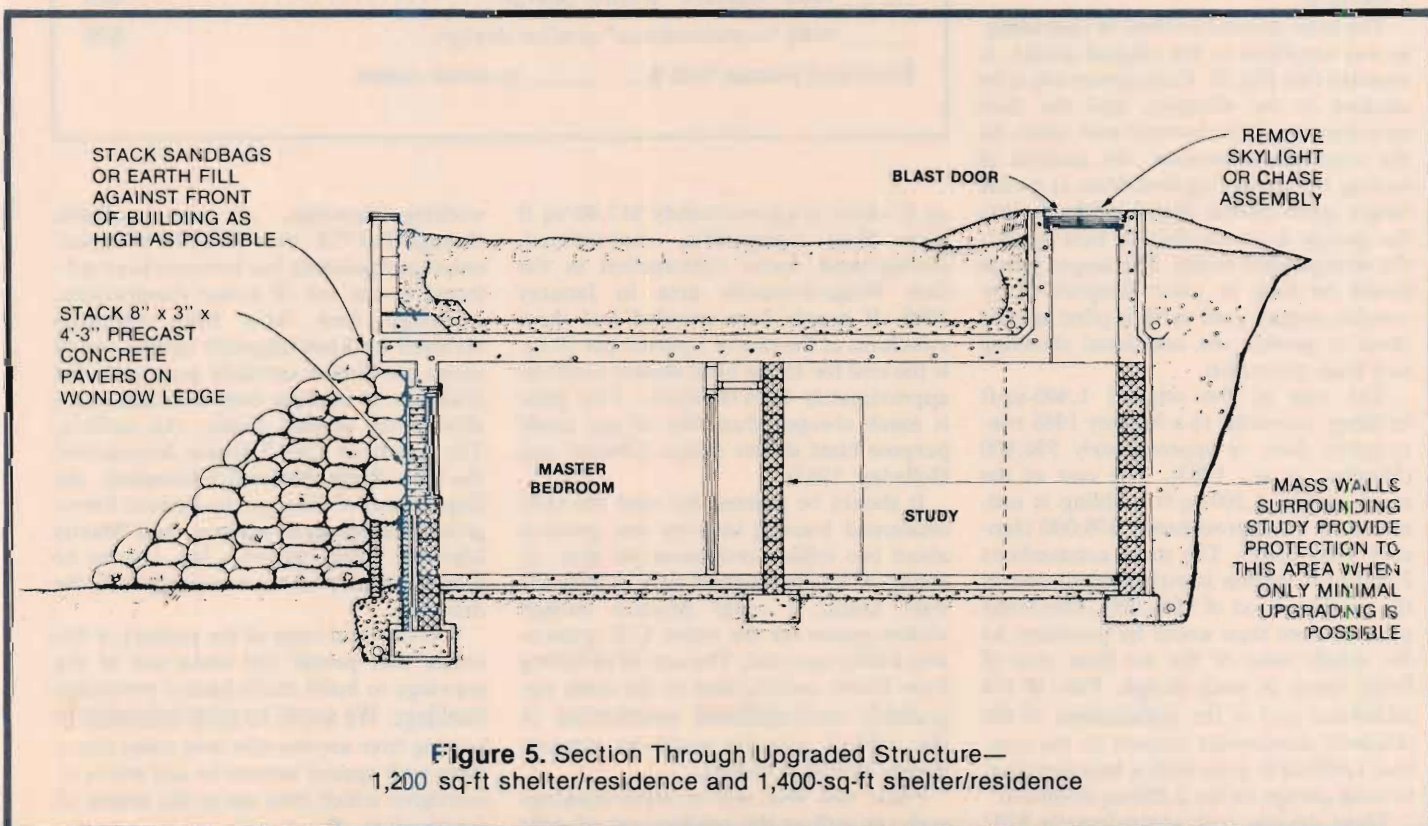 STACK SANDBAGS
OR EARTH FILL
AGAINST FRONT
OF BUILDING AS
HIGH AS POSSIBLE
STACK 8" x 3" x
4'-3" PRECAST
CONCRETE
PAVERS ON
WONDOW LEDGE
BLAST DOOR
REMOVE
SKYLIGHT
OR CHASE
ASSEMBLY
MASTER
BEDROOM
STUDY
MASS WALLS
SURROUNDING
STUDY PROVIDE
PROTECTION TO
THIS AREA WHEN
ONLY MINIMAL
UPGRADING IS
POSSIBLE
Figure 5. Section Through Upgraded Structure—
1,200 sq-ft shelter/residence and 1,400-sq-ft shelter/residence